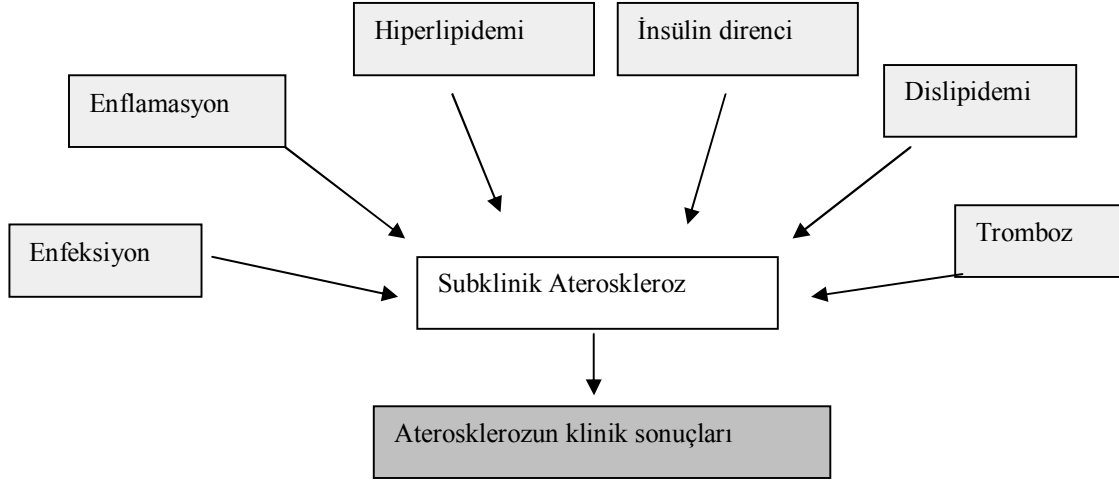 Hiperlipidemi
İnsülin direnci
Enflamasyon
Dislipidemi
Enfeksiyon
Tromboz
Subklinik Ateroskleroz
Aterosklerozun klinik sonuçları